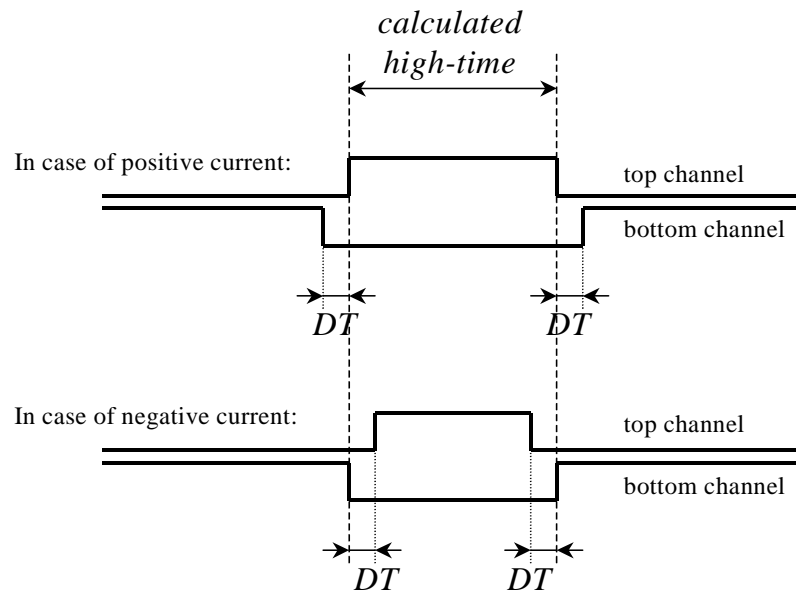 calculated
high-time
In case of positive current:
top channel
bottom channel
DT
DT
In case of negative current:
top channel
bottom channel
DT
DT